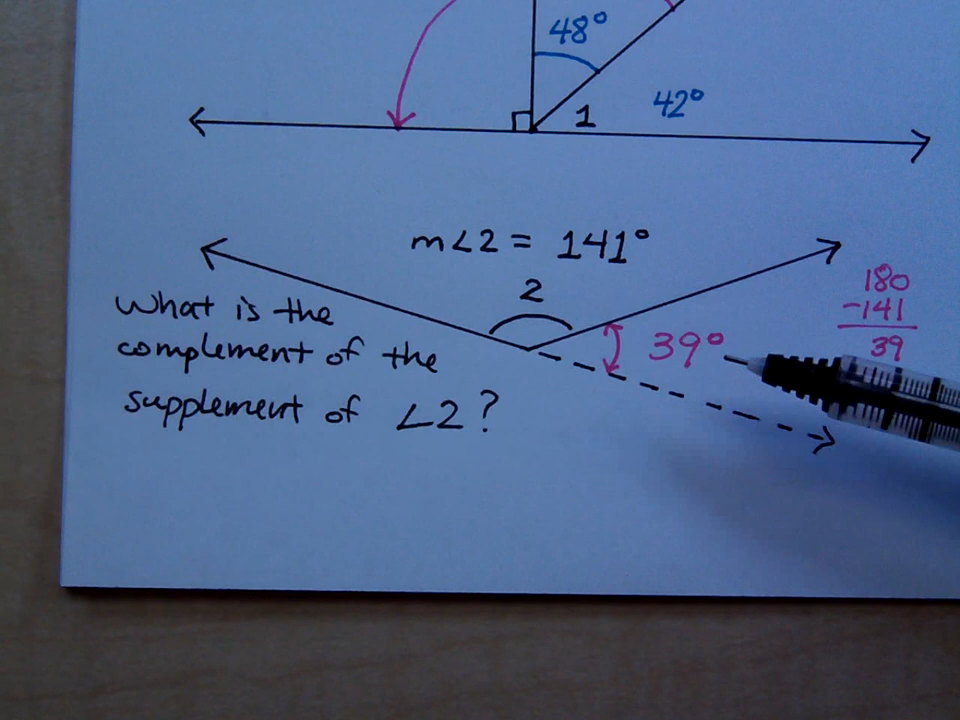 48°
1
42°
m∠2 = 141°
2
What is the
complement of the
supplement of ∠2?
39°
180
-141
39